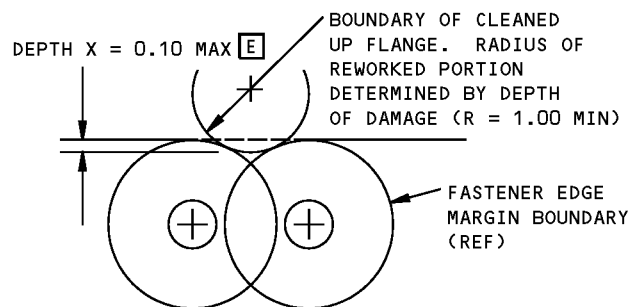 BOUNDARY OF CLEANED
UP FLANGE. RADIUS OF
REWORKED PORTION
DETERMINED BY DEPTH
OF DAMAGE (R = 1.00 MIN)
DEPTH X = 0.10 MAX E
FASTENER EDGE
MARGIN BOUNDARY
(REF)